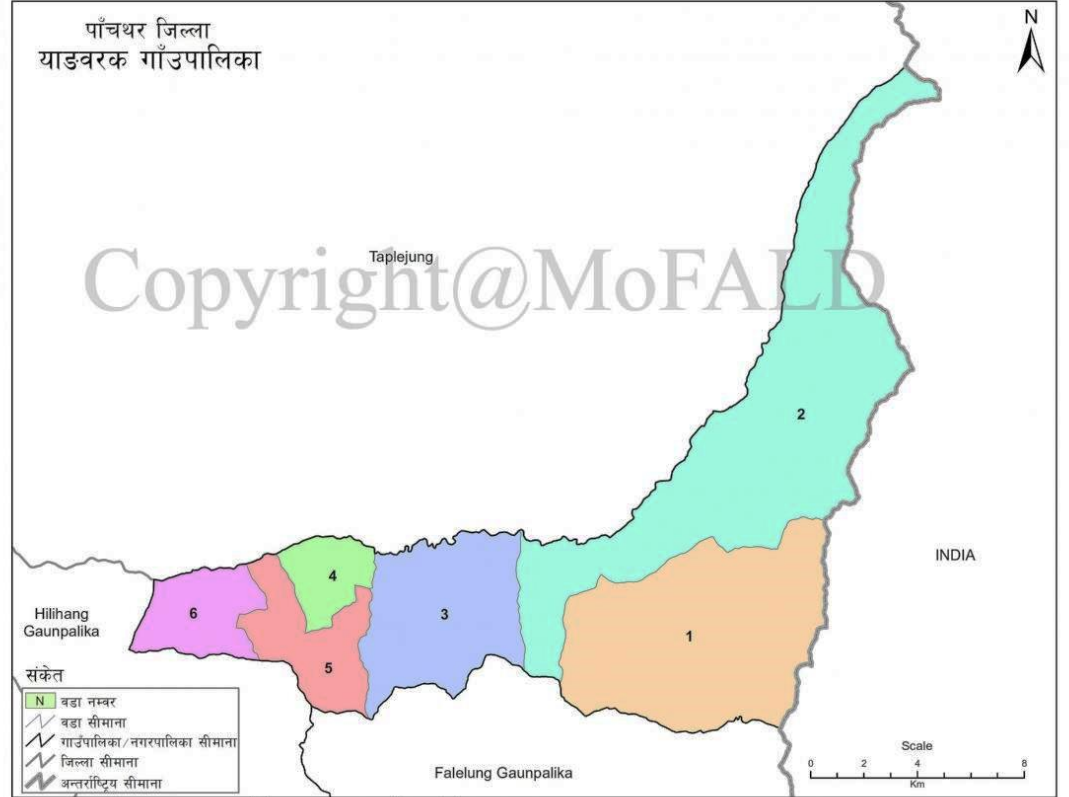 पाँचथर जिल्ला
याङवरक गाँउपालिका
N
Taplejung
Copyright@MoFALD
2
INDIA
4
6
3
1
5
Hilihang
Gaunpalika
संकेत
N वडा नम्वर
वडा सीमाना
गाउँपालिका/नगरपालिका सीमाना
जिल्ला सीमाना
अन्तर्राष्ट्रिय सीमाना
Falelung Gaunpalika
Scale
0 2 4 8
Km